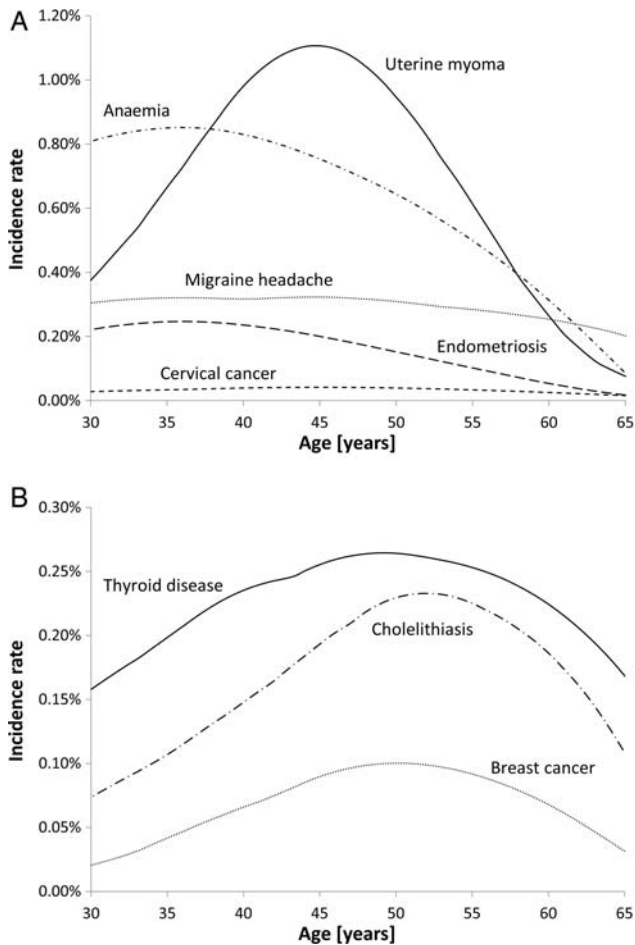 A
1.20%
1.00%
0.80%
0.60%
0.40%
0.20%
0.00%
Incidence rate
Uterine myoma
Anaemia
Migraine headache
Endometriosis
Cervical cancer
30 35 40 45 50 55 60 65
Age [years]
B
0.30%
0.25%
0.20%
0.15%
0.10%
0.05%
0.00%
Incidence rate
Thyroid disease
Cholelithiasis
Breast cancer
30 35 40 45 50 55 60 65
Age [years]